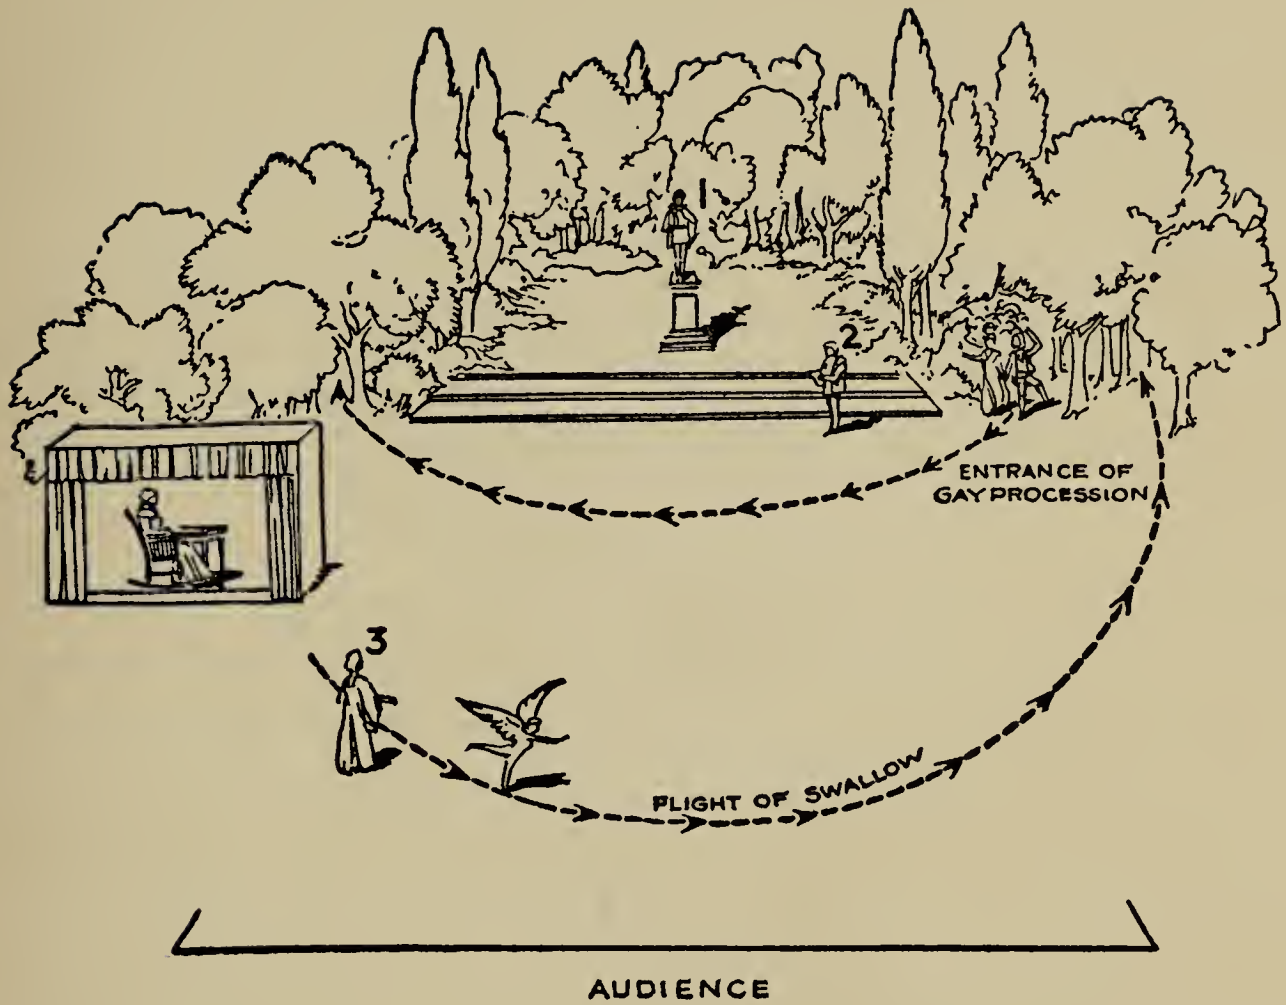 1
2
ENTRANCE OF
GAY PROCESSION
3
FLIGHT OF SWALLOW
AUDIENCE